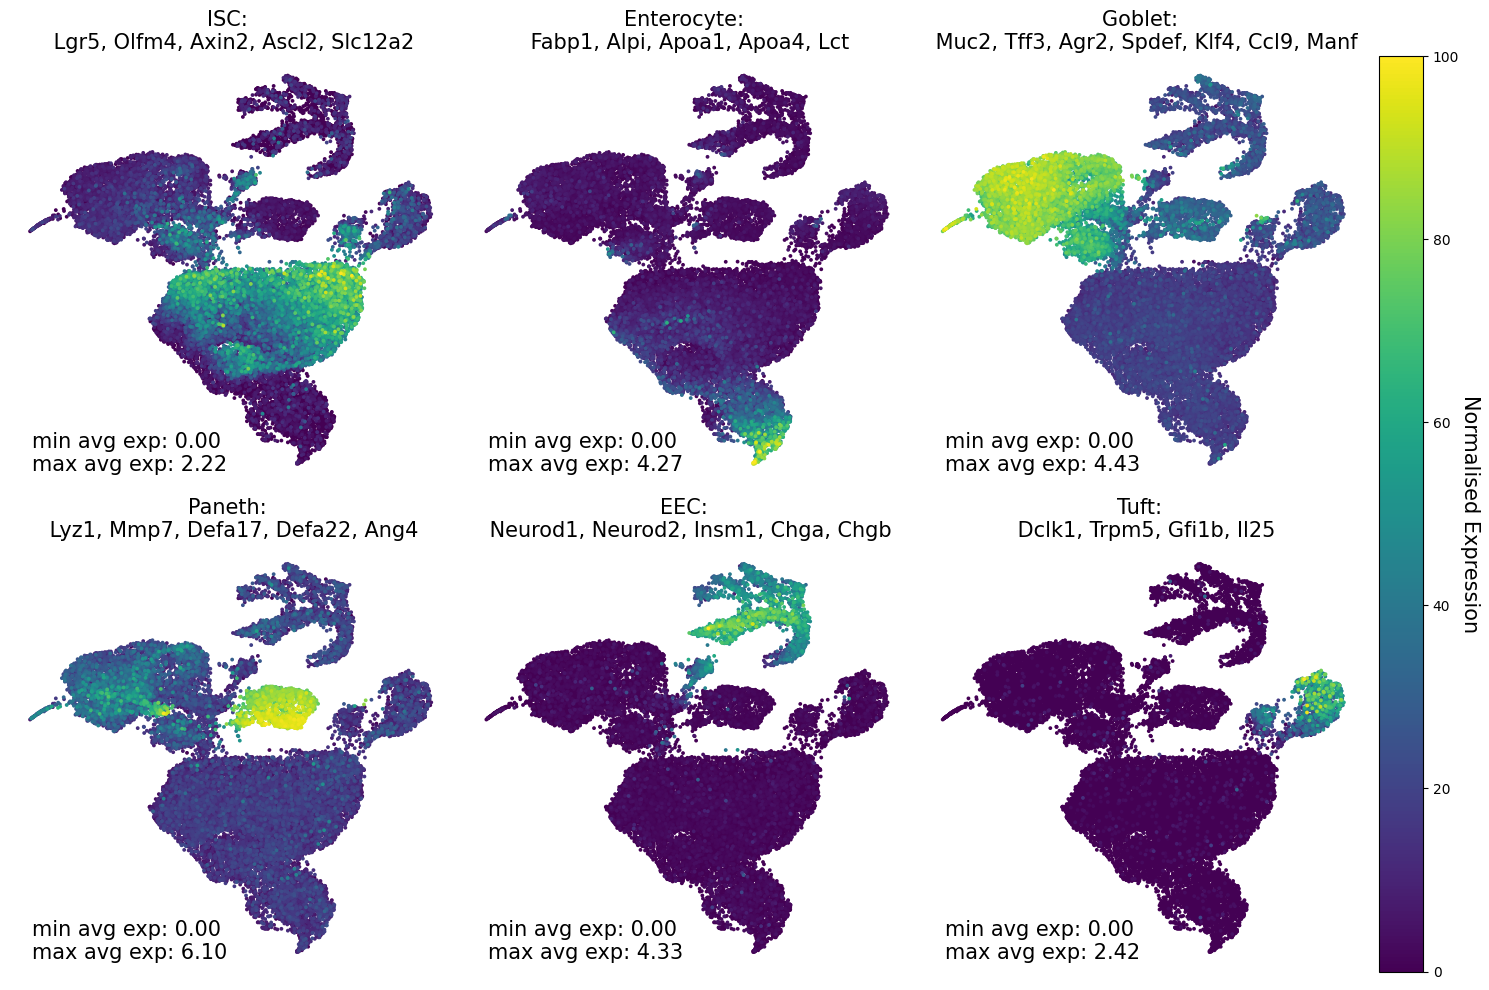 ISC:
Lgr5, Olfm4, Axin2, Ascl2, Slc12a2
Enterocyte:
Fabp1, Alpi, Apoa1, Apoa4, Lct
Goblet:
Muc2, Tff3, Agr2, Spdef, Klf4, Ccl9, Manf
min avg exp: 0.00
max avg exp: 2.22
min avg exp: 0.00
max avg exp: 4.27
min avg exp: 0.00
max avg exp: 4.43
Paneth:
Lyz1, Mmp7, Defa17, Defa22, Ang4
EEC:
Neurod1, Neurod2, Insm1, Chga, Chgb
Tuft:
Dclk1, Trpm5, Gfi1b, Il25
min avg exp: 0.00
max avg exp: 6.10
min avg exp: 0.00
max avg exp: 4.33
min avg exp: 0.00
max avg exp: 2.42
100
80
60
40
20
0
Normalised Expression